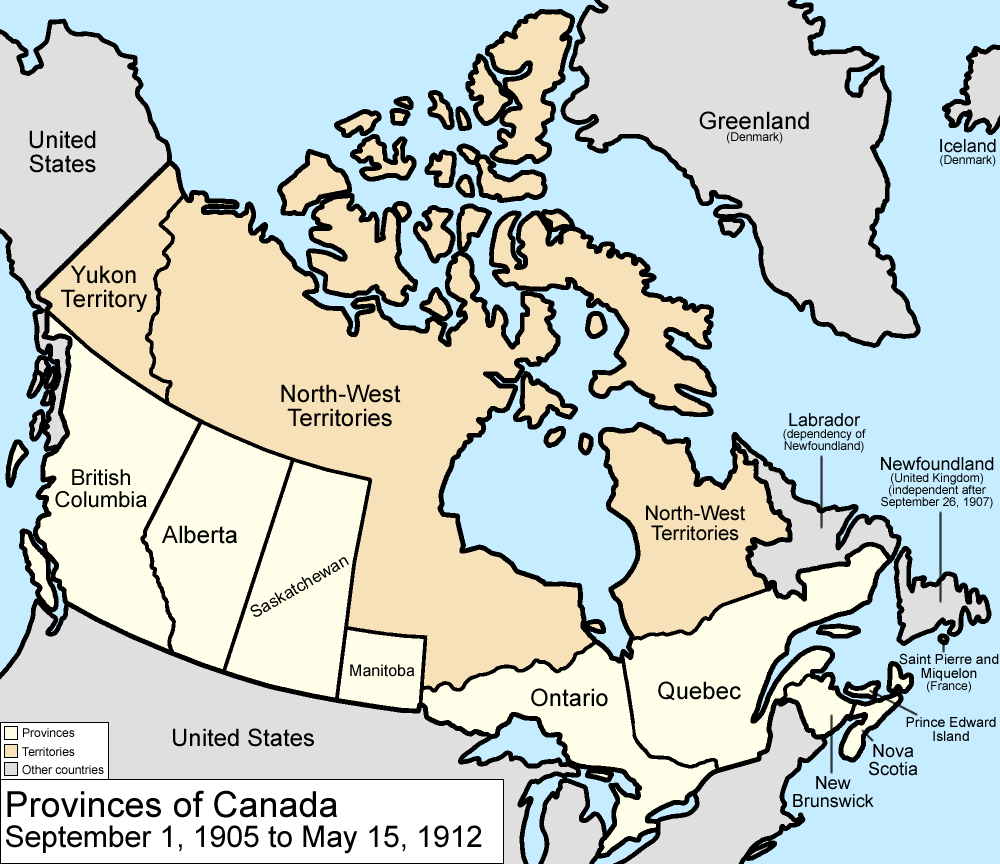 United
States
Greenland
(Denmark)
Iceland
(Denmark)
Yukon
Territory
North-West
Territories
Labrador
(dependency of
Newfoundland)
Newfoundland
(United Kingdom)
(independent after
September 26, 1907)
British
Columbia
Alberta
Saskatchewan
Manitoba
North-West
Territories
Ontario
Quebec
Saint Pierre and
Miquelon
(France)
Prince Edward
Island
Nova
Scotia
New
Brunswick
United States
Provinces
Territories
Other countries
Provinces of Canada
September 1, 1905 to May 15, 1912